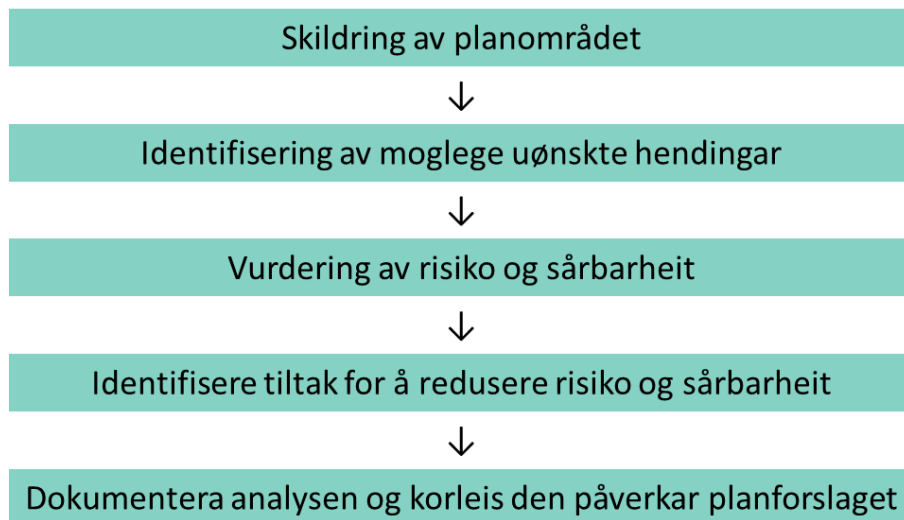 Skildring av planområdet
↓
Identifisering av moglege uønskte hendingar
↓
Vurdering av risiko og sårbarheit
↓
Identifisere tiltak for å redusere risiko og sårbarheit
↓
Dokumentera analysen og korleis den påverkar planforslaget